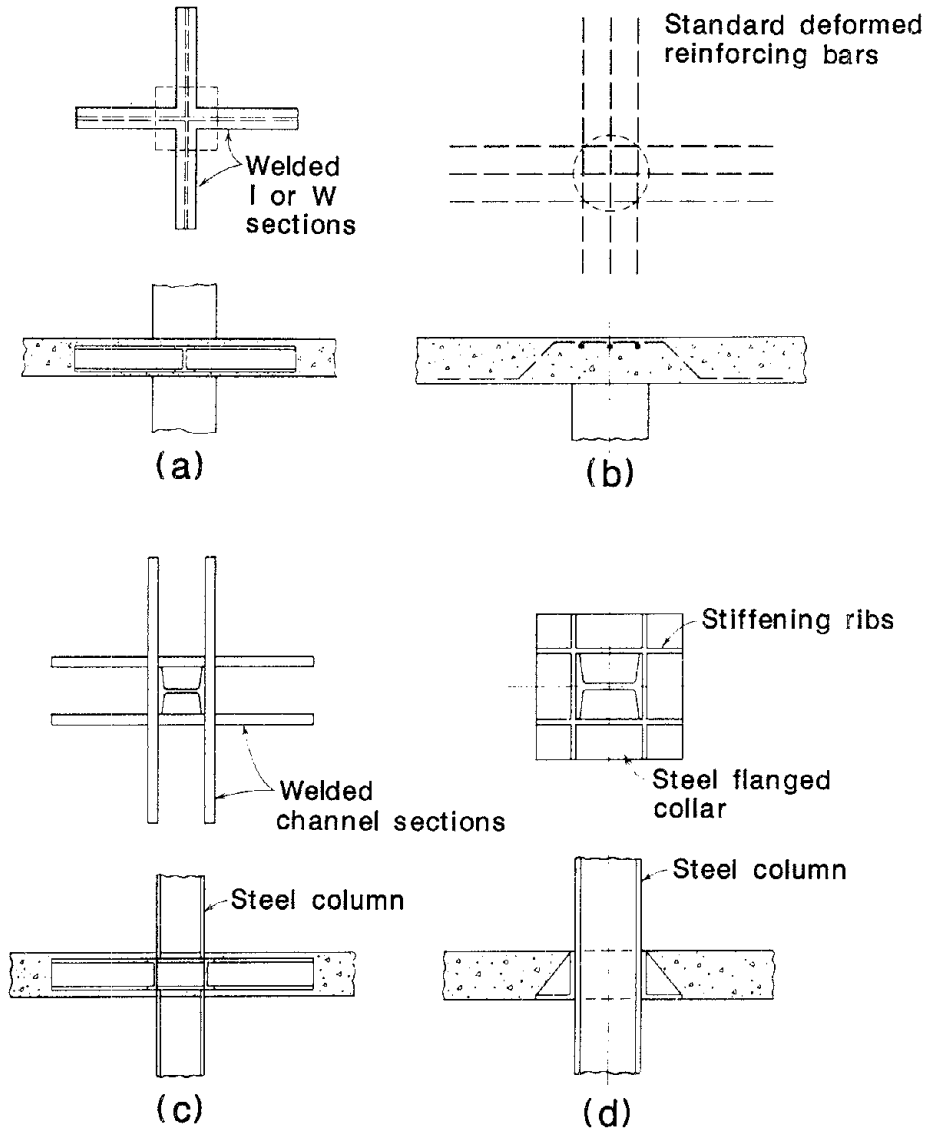 Standard deformed
reinforcing bars
Welded
I or W
sections
(a)
(b)
Stiffening ribs
Steel flanged
collar
Welded
channel sections
Steel column
Steel column
(c)
(d)